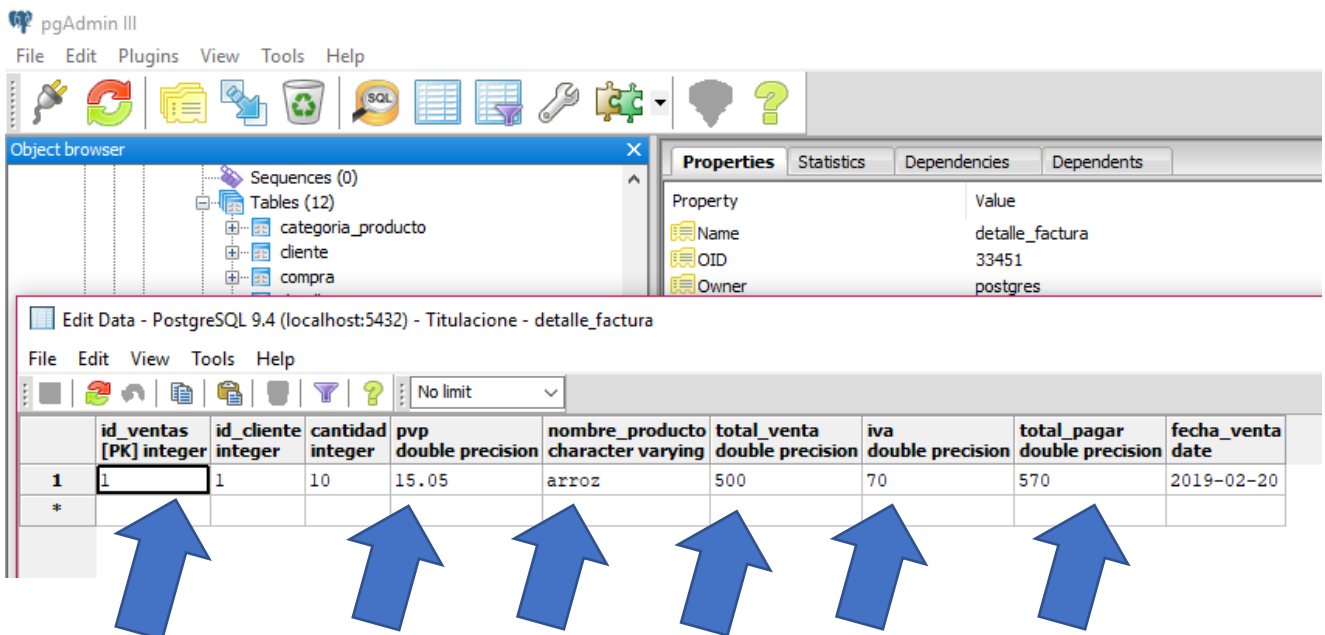 pgAdmin III
File Edit Plugins View Tools Help
SQL
Object browser
Properties Statistics Dependencies Dependents
Sequences (0)
Tables (12)
categoria_producto
cliente
compra
Property Value
Name detalle_factura
OID 33451
Owner postgres
Edit Data - PostgreSQL 9.4 (localhost:5432) - Titulacione - detalle_factura
File Edit View Tools Help
No limit
id_ventas id_cliente cantidad pvp nombre_producto total_venta iva total_pagar fecha_venta
[PK] integer integer integer double precision character varying double precision double precision double precision date
1 1 1 10 15.05 arroz 500 70 570 2019-02-20
*